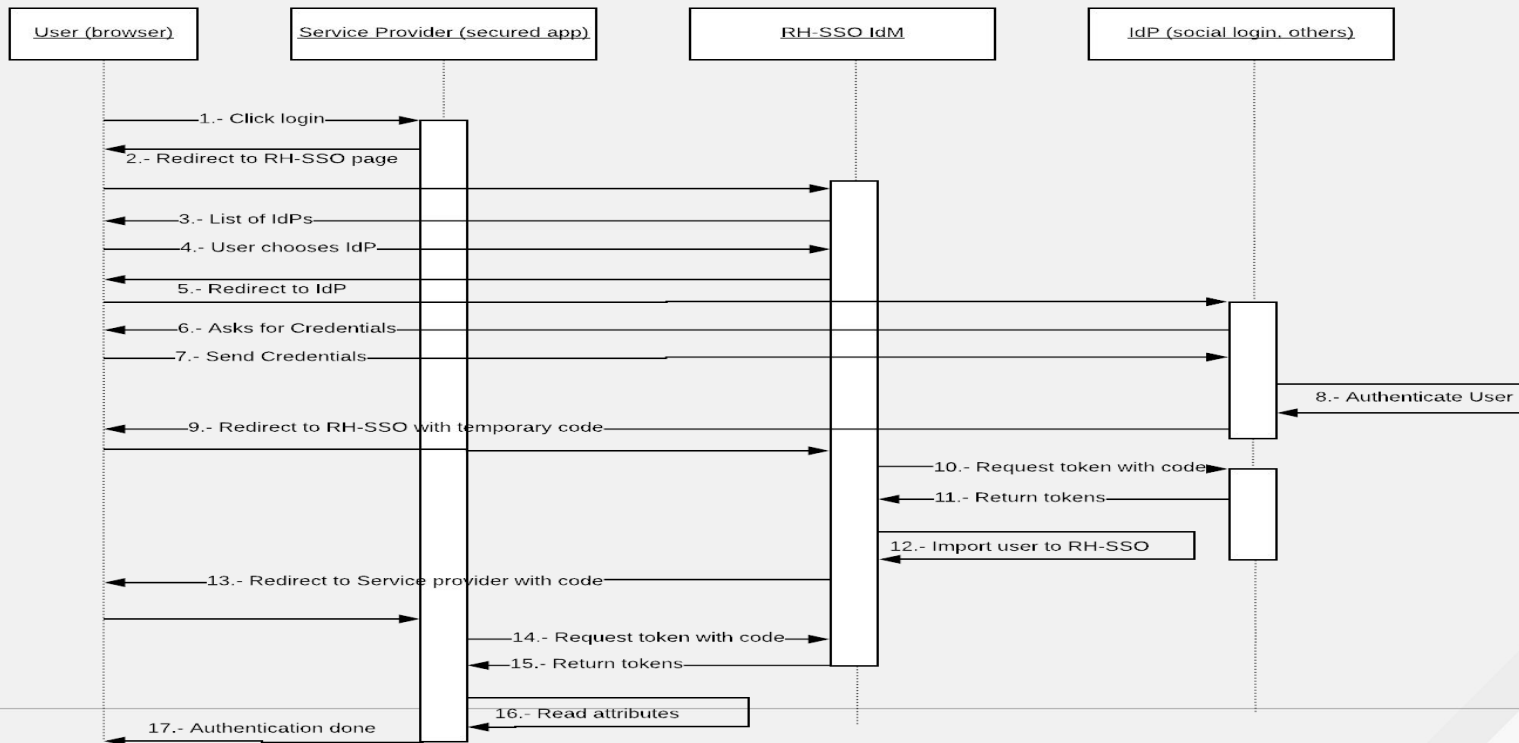 User (browser)
Service Provider (secured app)
RH-SSO IdM
IdP (social login, others)
1.- Click login
2.- Redirect to RH-SSO page
3.- List of IdPs
4.- User chooses IdP
5.- Redirect to IdP
6.- Asks for Credentials
7.- Send Credentials
8.- Authenticate User
9.- Redirect to RH-SSO with temporary code
10.- Request token with code
11.- Return tokens
12.- Import user to RH-SSO
13.- Redirect to Service provider with code
14.- Request token with code
15.- Return tokens
16.- Read attributes
17.- Authentication done